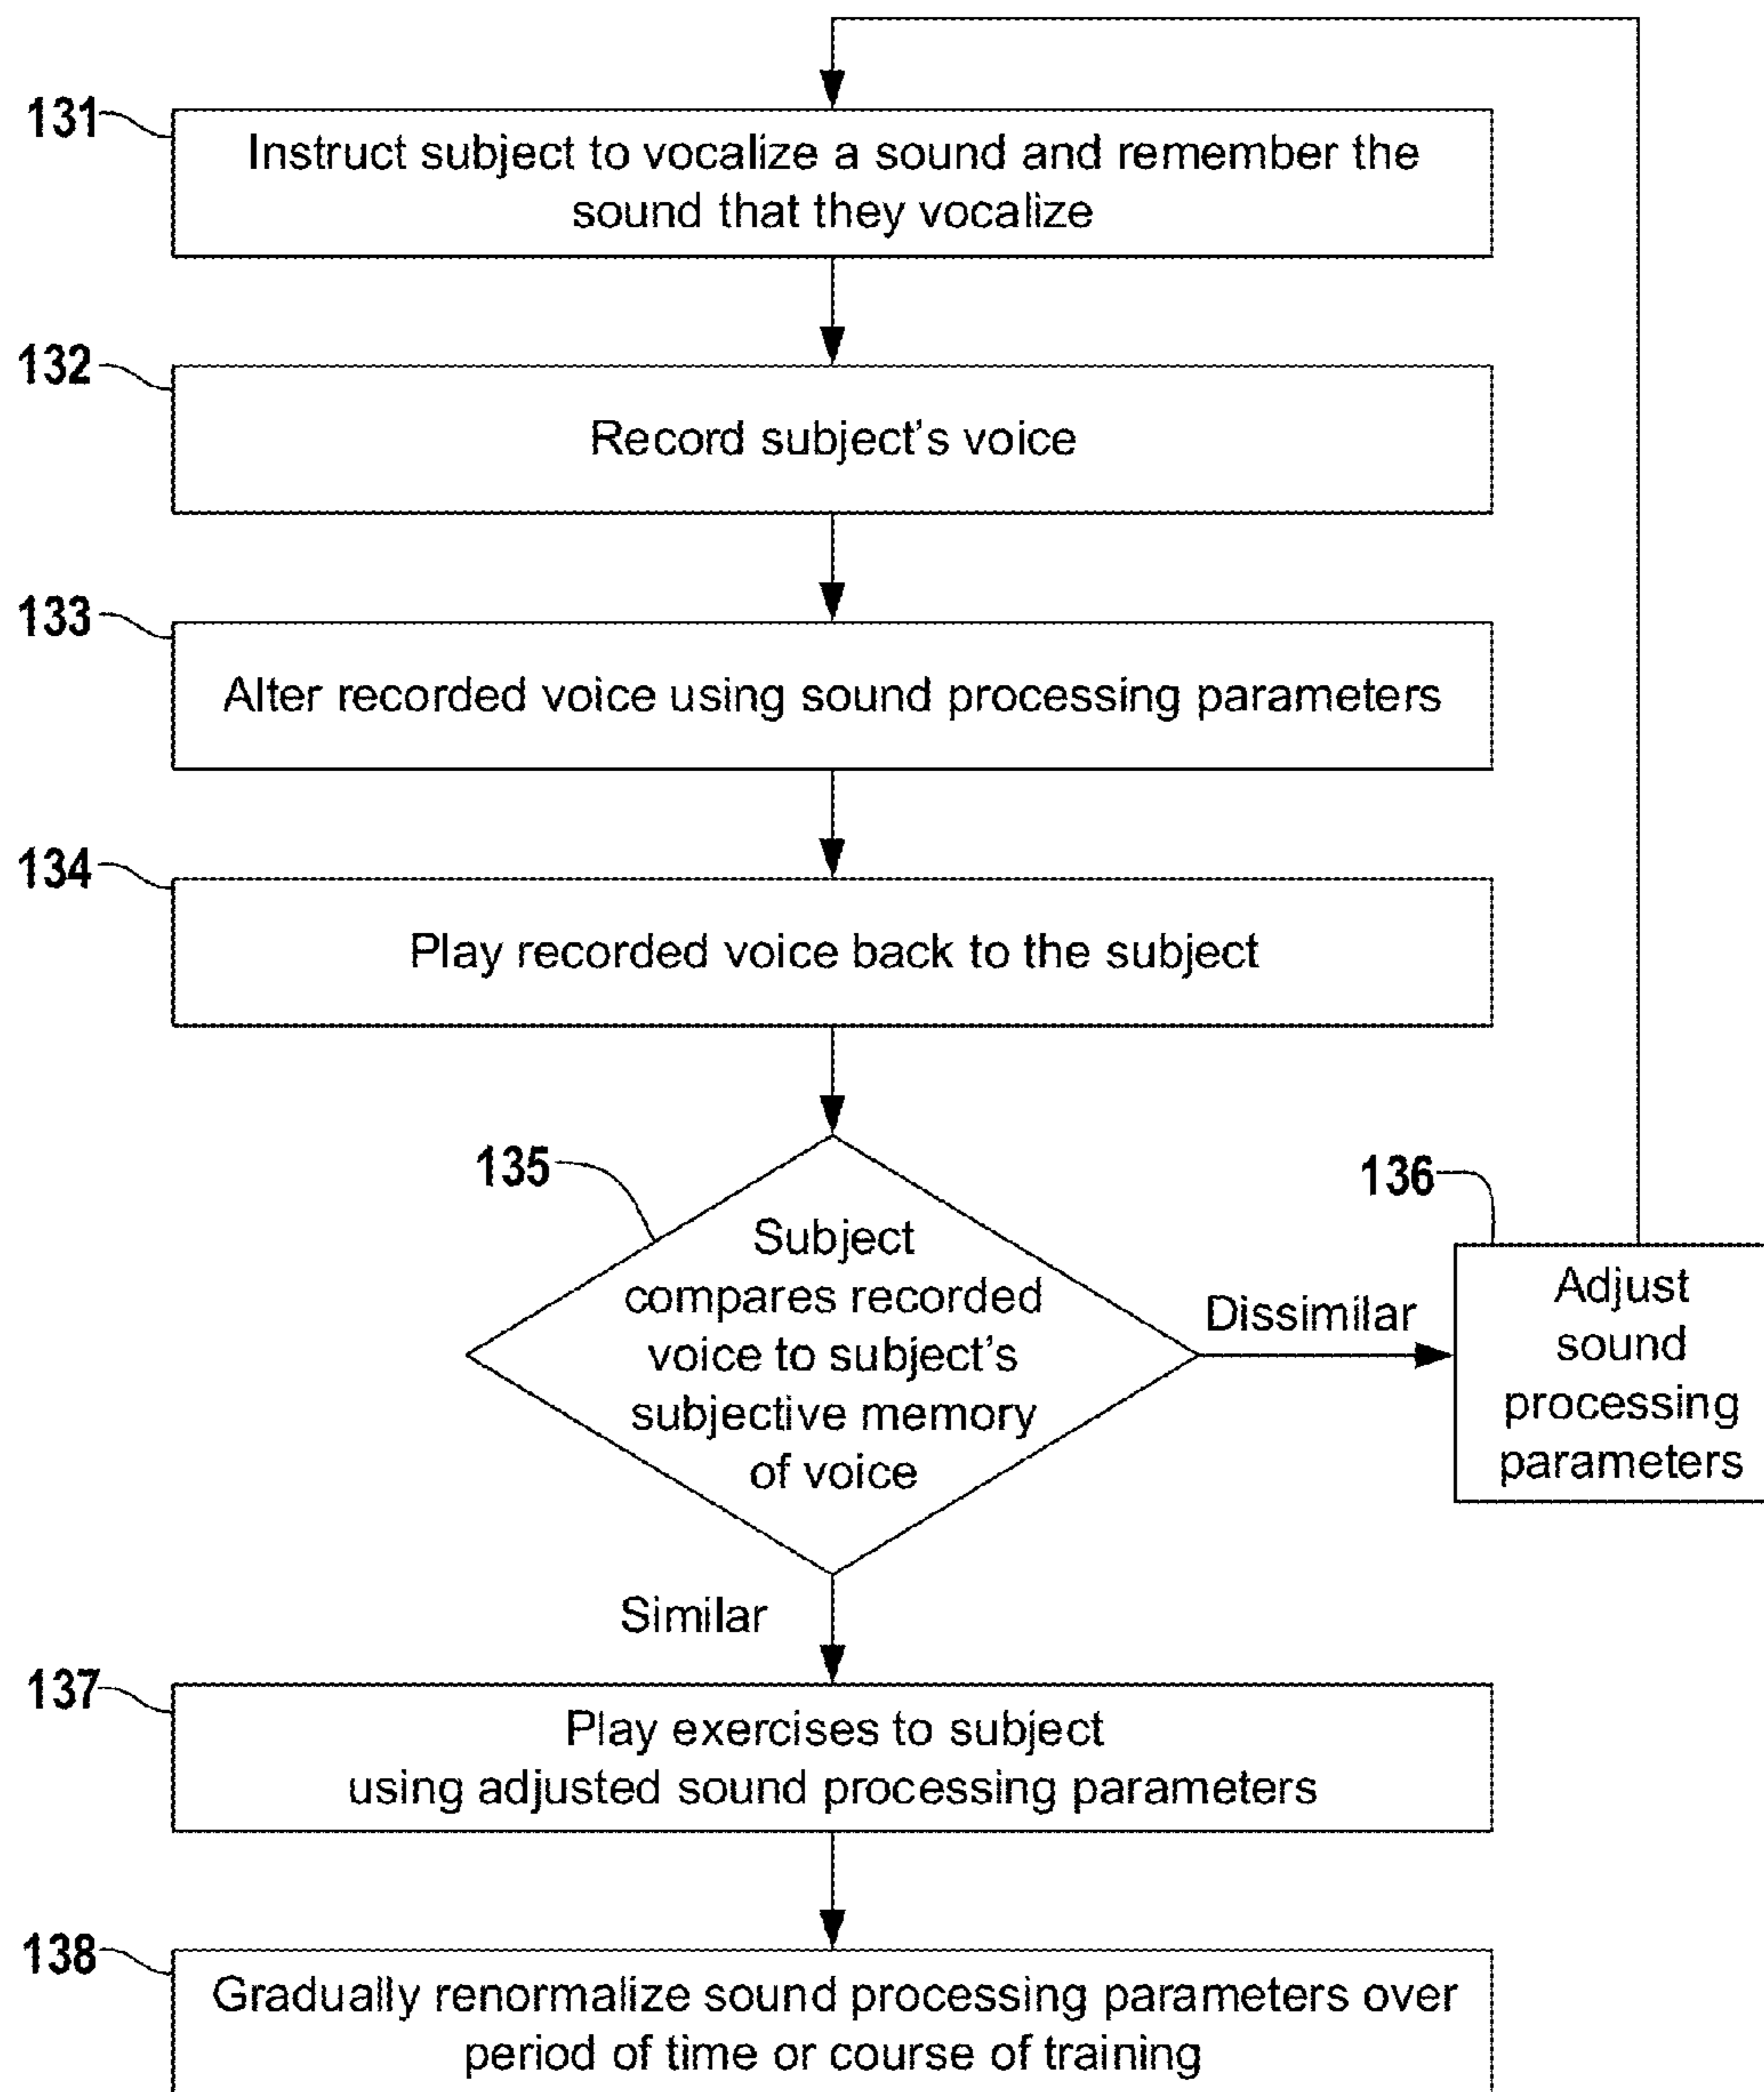 131
Instruct subject to vocalize a sound and remember the
sound that they vocalize
132
Record subject's voice
133
Alter recorded voice using sound processing parameters
134
Play recorded voice back to the subject
135
Subject
compares recorded
voice to subject's
subjective memory
of voice
Dissimilar
136
Adjust
sound
processing
parameters
Similar
137
Play exercises to subject
using adjusted sound processing parameters
138
Gradually renormalize sound processing parameters over
period of time or course of training